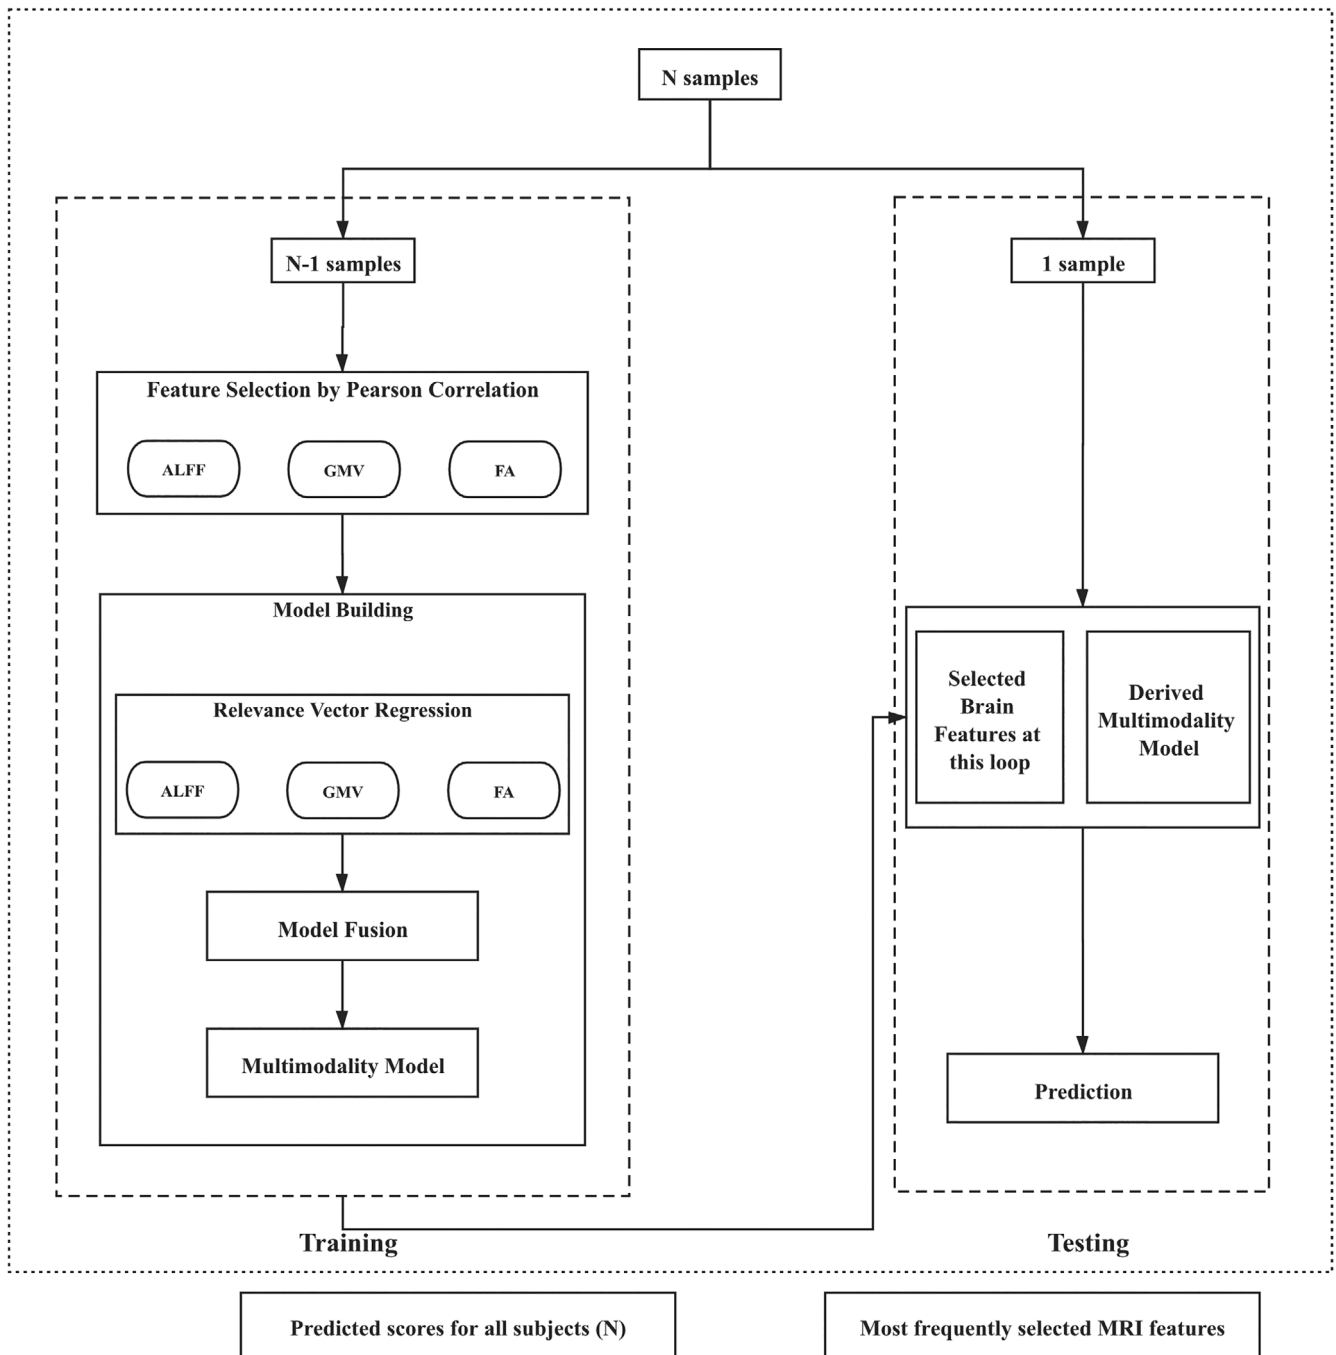 N samples
N-1 samples
1 sample
Feature Selection by Pearson Correlation
ALFF
GMV
FA
Model Building
Relevance Vector Regression
ALFF
GMV
FA
Model Fusion
Multimodality Model
Selected
Brain
Features at
this loop
Derived
Multimodality
Model
Prediction
Training
Testing
Predicted scores for all subjects (N)
Most frequently selected MRI features